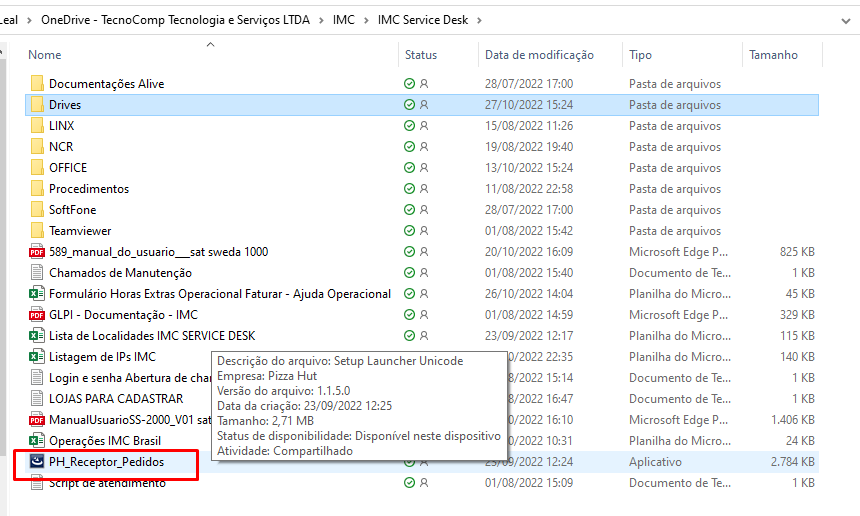 Leal > OneDrive - TecnoComp Tecnologia e Serviços LTDA > IMC > IMC Service Desk >
Nome Status Data de modificação Tipo Tamanho
Documentações Alive 28/07/2022 17:00 Pasta de arquivos
Drives 27/10/2022 15:24 Pasta de arquivos
LINX 15/08/2022 11:26 Pasta de arquivos
NCR 19/08/2022 19:40 Pasta de arquivos
OFFICE 13/10/2022 15:24 Pasta de arquivos
Procedimentos 11/08/2022 22:58 Pasta de arquivos
SoftFone 28/07/2022 17:00 Pasta de arquivos
Teamviewer 01/08/2022 15:42 Pasta de arquivos
PDF 589_manual_do_usuario___sat sweda 1000 20/10/2022 16:09 Microsoft Edge P... 825 KB
Chamados de Manutenção 01/08/2022 15:40 Documento de Te... 1 KB
Formulário Horas Extras Operacional Faturar - Ajuda Operacional 26/10/2022 14:04 Planilha do Micro... 45 KB
PDF GLPI - Documentação - IMC 01/08/2022 14:59 Microsoft Edge P... 329 KB
Lista de Localidades IMC SERVICE DESK 23/09/2022 12:17 Planilha do Micro... 115 KB
Listagem de IPs IMC 0/2022 22:35 Planilha do Micro... 140 KB
Descrição do arquivo: Setup Launcher Unicode
Empresa: Pizza Hut
Versão do arquivo: 1.1.5.0
Data da criação: 23/09/2022 12:25
Tamanho: 2,71 MB
Status de disponibilidade: Disponível neste dispositivo
Atividade: Compartilhado
Login e senha Abertura de cha 8/2022 15:14 Documento de Te... 1 KB
LOJAS PARA CADASTRAR 8/2022 16:47 Documento de Te... 1 KB
PDF ManualUsuarioSS-2000_V01 sat 0/2022 16:10 Microsoft Edge P... 1.406 KB
Operações IMC Brasil 0/2022 10:31 Planilha do Micro... 24 KB
PH_Receptor_Pedidos 23/09/2022 12:24 Aplicativo 2.784 KB
Script de atendimento 01/08/2022 15:09 Documento de Te... 1 KB